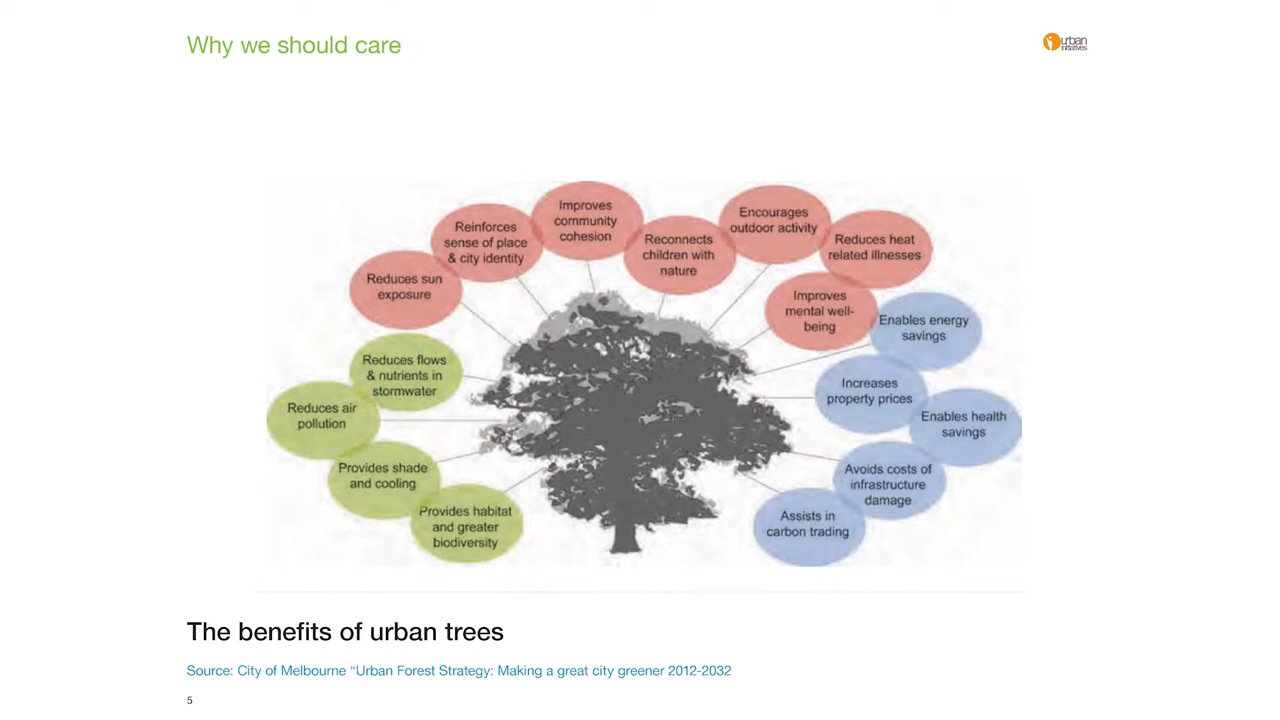 Why we should care
urban
initiatives
Improves
community
cohesion
Encourages
outdoor activity
Reinforces
sense of place
& city identity
Reconnects
children with
nature
Reduces heat
related illnesses
Reduces sun
exposure
Improves
mental well-
being
Enables energy
savings
Reduces flows
& nutrients in
stormwater
Increases
property prices
Reduces air
pollution
Enables health
savings
Provides shade
and cooling
Avoids costs of
infrastructure
damage
Provides habitat
and greater
biodiversity
Assists in
carbon trading
The benefits of urban trees
Source: City of Melbourne “Urban Forest Strategy: Making a great city greener 2012-2032
5